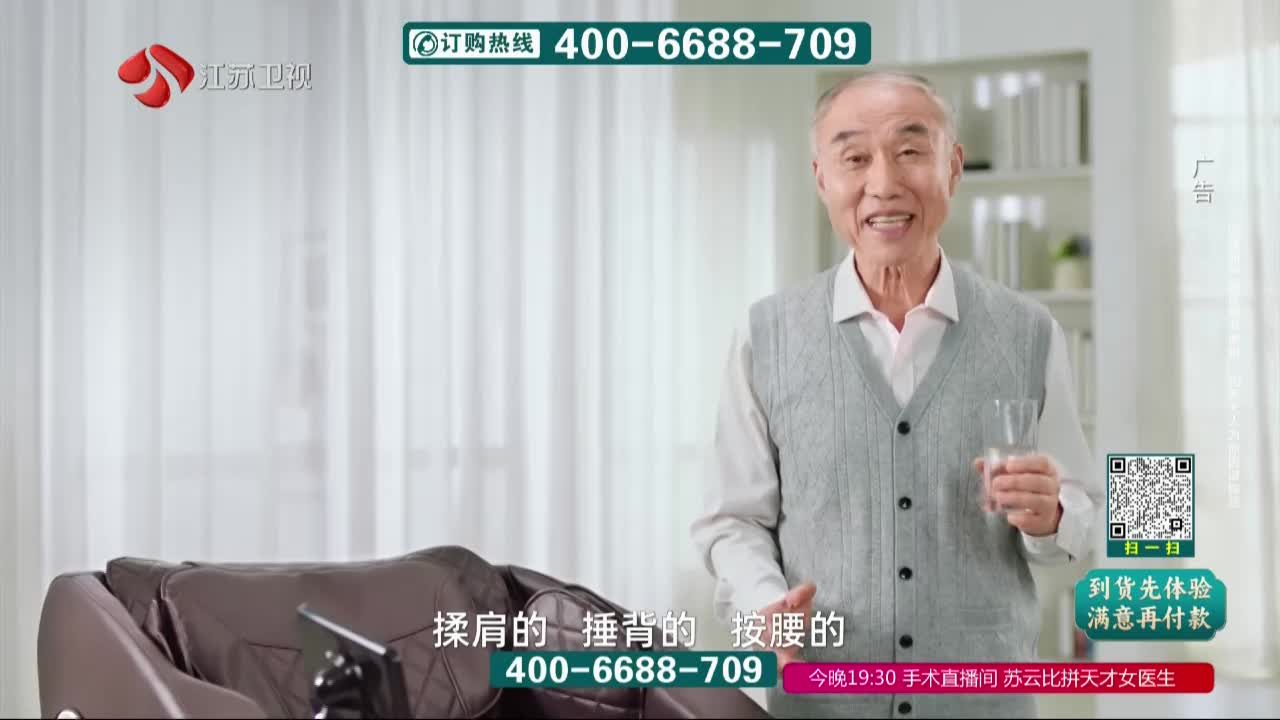 订购热线 400-6688-709
江苏卫视
广告
扫一扫
到货先体验
满意再付款
揉肩的 捶背的 按腰的
400-6688-709
今晚19:30 手术直播间 苏云比拼天才女医生